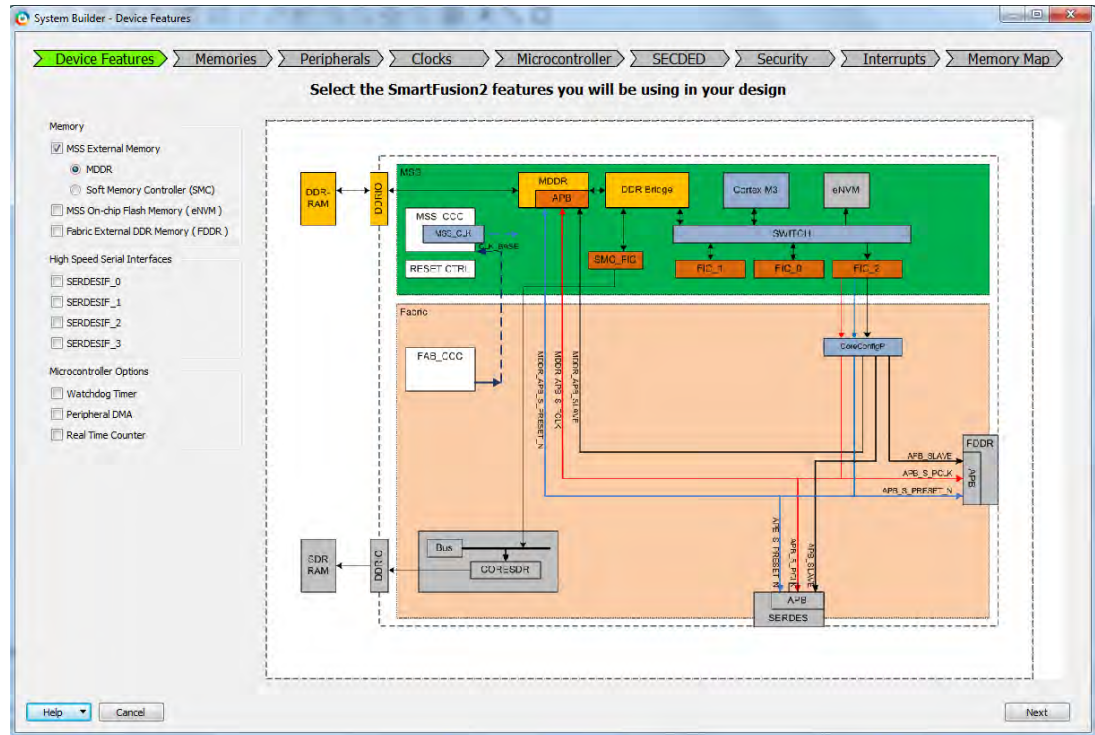 System Builder - Device Features
Device Features
Memories
Peripherals
Clocks
Microcontroller
SECDED
Security
Interrupts
Memory Map
Select the SmartFusion2 features you will be using in your design
Memory
MSS External Memory
MDDR
Soft Memory Controller (SMC)
MSS On-chip Flash Memory ( eNVM )
Fabric External DDR Memory ( FDDR )
High Speed Serial Interfaces
SERDESIF_0
SERDESIF_1
SERDESIF_2
SERDESIF_3
Microcontroller Options
Watchdog Timer
Peripheral DMA
Real Time Counter
MSS
DDR-
RAM
DDRIO
MDDR
APB
DDR Bridge
Cortex M3
eNVM
MSS_CCC
MSS_CLK
CLK_BASE
SWITCH
RESET CTRL
SMC_FIC
FIC_1
FIC_0
FIC_2
Fabric
FAB_CCC
MDDR_APB_S_PRESET_N
MDDR_APB_S_PCLK
MDDR_APB_SLAVE
CoreConfigP
FDDR
APB
APB_SLAVE
APB_S_PCLK
APB_S_PRESET_N
SDR
RAM
DDRIO
Bus
CORESDR
APB_S_PRESET_N
APB_S_PCLK
APB_SLAVE
APB
SERDES
Help
Cancel
Next